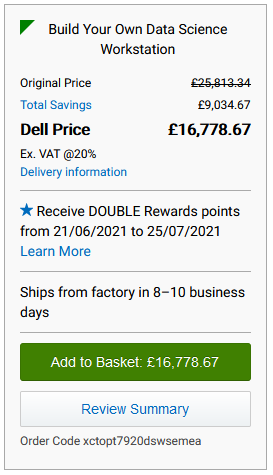 Build Your Own Data Science
Workstation
Original Price £25,813.34
Total Savings £9,034.67
Dell Price £16,778.67
Ex. VAT @20%
Delivery information
Receive DOUBLE Rewards points
from 21/06/2021 to 25/07/2021
Learn More
Ships from factory in 8–10 business
days
Add to Basket: £16,778.67
Review Summary
Order Code xctopt7920dswsemea